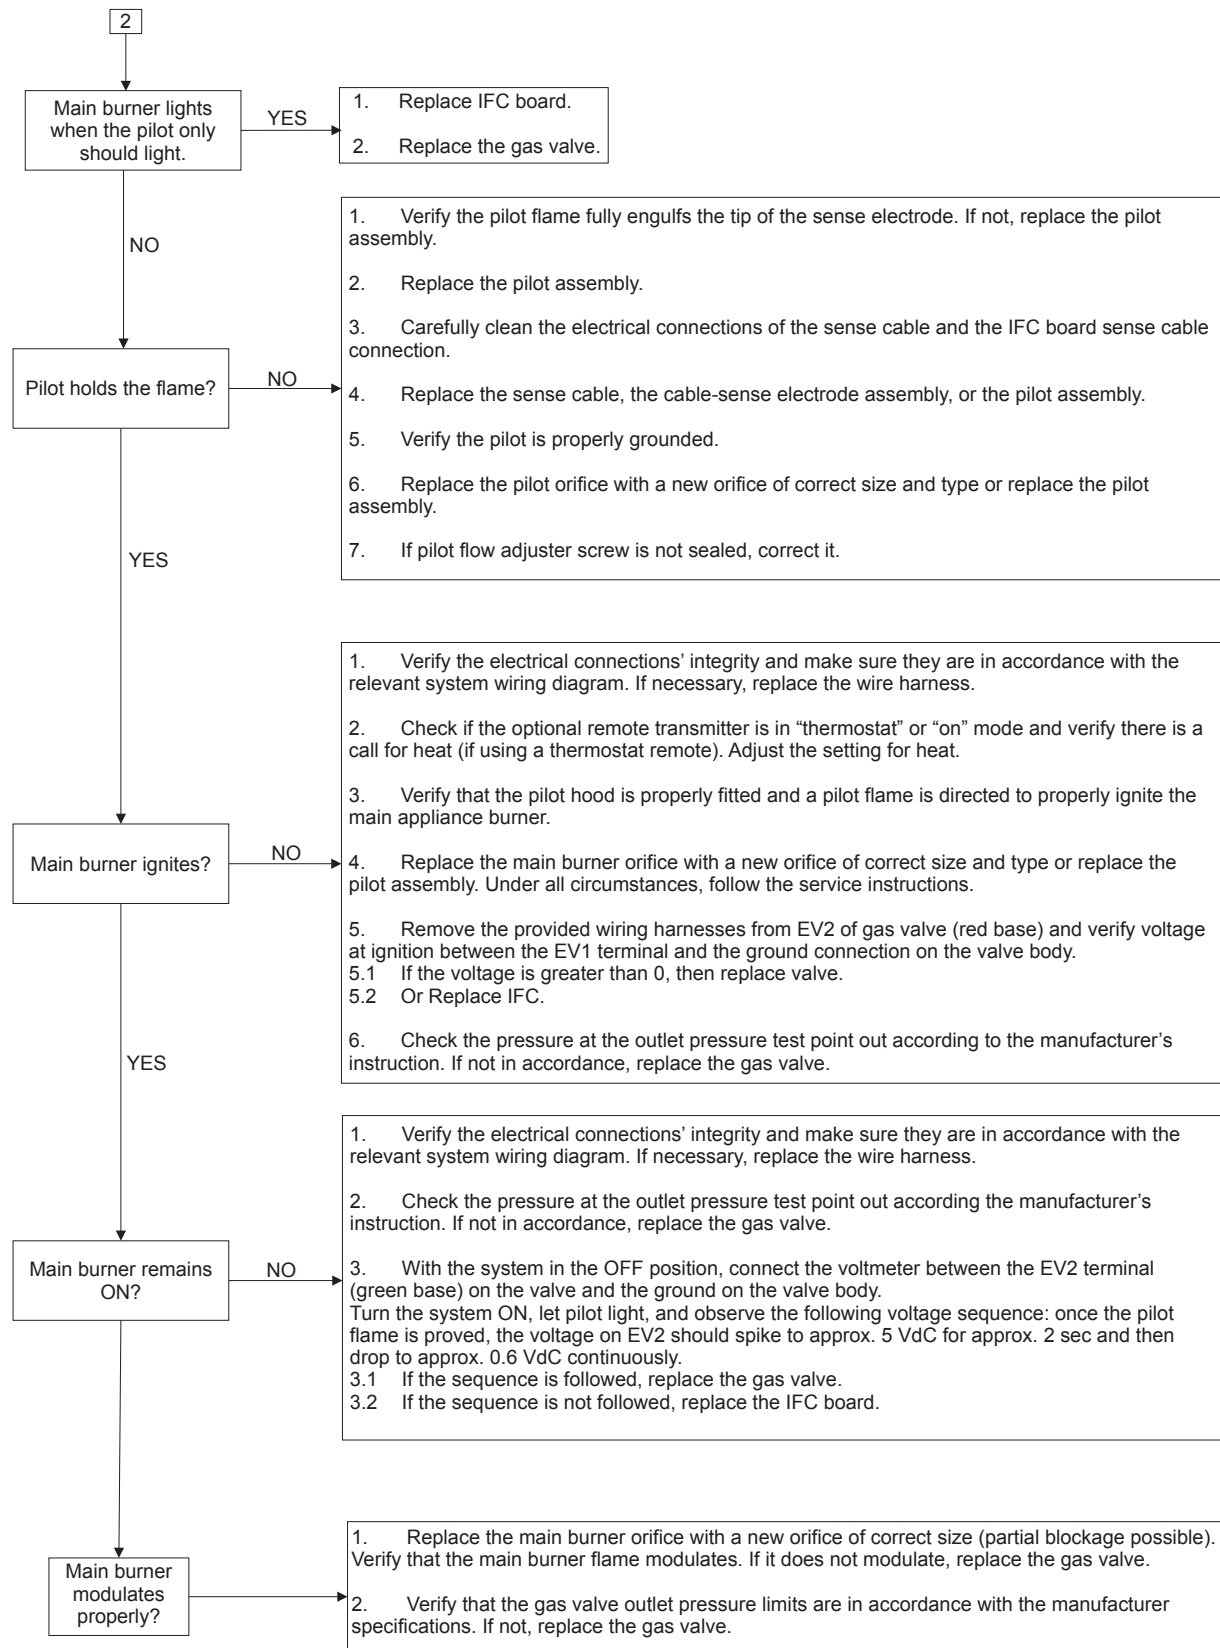 2
Main burner lights
when the pilot only
should light.
YES
1. Replace IFC board.
2. Replace the gas valve.
NO
1. Verify the pilot flame fully engulfs the tip of the sense electrode. If not, replace the pilot
assembly.
2. Replace the pilot assembly.
3. Carefully clean the electrical connections of the sense cable and the IFC board sense cable
connection.
4. Replace the sense cable, the cable-sense electrode assembly, or the pilot assembly.
5. Verify the pilot is properly grounded.
6. Replace the pilot orifice with a new orifice of correct size and type or replace the pilot
assembly.
7. If pilot flow adjuster screw is not sealed, correct it.
Pilot holds the flame?
NO
YES
1. Verify the electrical connections’ integrity and make sure they are in accordance with the
relevant system wiring diagram. If necessary, replace the wire harness.
2. Check if the optional remote transmitter is in “thermostat” or “on” mode and verify there is a
call for heat (if using a thermostat remote). Adjust the setting for heat.
3. Verify that the pilot hood is properly fitted and a pilot flame is directed to properly ignite the
main appliance burner.
4. Replace the main burner orifice with a new orifice of correct size and type or replace the
pilot assembly. Under all circumstances, follow the service instructions.
5. Remove the provided wiring harnesses from EV2 of gas valve (red base) and verify voltage
at ignition between the EV1 terminal and the ground connection on the valve body.
5.1 If the voltage is greater than 0, then replace valve.
5.2 Or Replace IFC.
6. Check the pressure at the outlet pressure test point out according to the manufacturer’s
instruction. If not in accordance, replace the gas valve.
Main burner ignites?
NO
YES
1. Verify the electrical connections’ integrity and make sure they are in accordance with the
relevant system wiring diagram. If necessary, replace the wire harness.
2. Check the pressure at the outlet pressure test point out according the manufacturer’s
instruction. If not in accordance, replace the gas valve.
3. With the system in the OFF position, connect the voltmeter between the EV2 terminal
(green base) on the valve and the ground on the valve body.
Turn the system ON, let pilot light, and observe the following voltage sequence: once the pilot
flame is proved, the voltage on EV2 should spike to approx. 5 VdC for approx. 2 sec and then
drop to approx. 0.6 VdC continuously.
3.1 If the sequence is followed, replace the gas valve.
3.2 If the sequence is not followed, replace the IFC board.
Main burner remains
ON?
NO
Main burner
modulates
properly?
1. Replace the main burner orifice with a new orifice of correct size (partial blockage possible).
Verify that the main burner flame modulates. If it does not modulate, replace the gas valve.
2. Verify that the gas valve outlet pressure limits are in accordance with the manufacturer
specifications. If not, replace the gas valve.